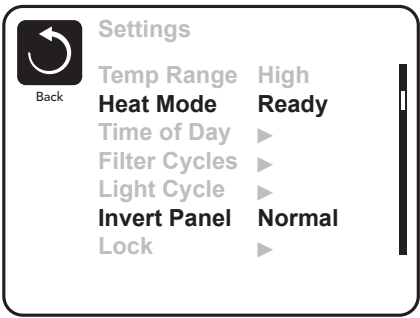 Settings
Back
Temp Range High
Heat Mode Ready
Time of Day ▶
Filter Cycles ▶
Light Cycle ▶
Invert Panel Normal
Lock ▶